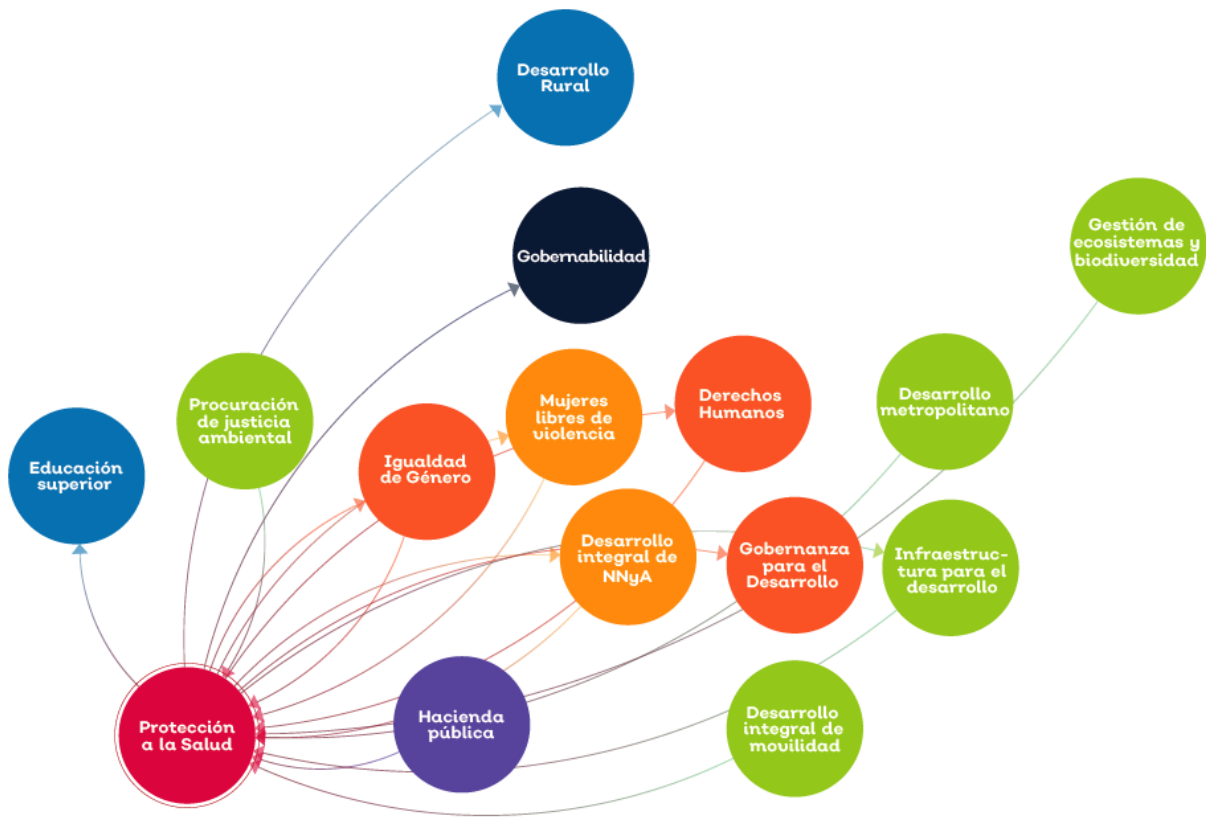 Desarrollo
Rural
Gobernabilidad
Gestión de
ecosistemas y
biodiversidad
Procuración
de justicia
ambiental
Mujeres
libres de
violencia
Derechos
Humanos
Desarrollo
metropolitano
Educación
superior
Igualdad
de Género
Desarrollo
integral de
NNyA
Gobernanza
para el
Desarrollo
Infraestruc-
tura para el
desarrollo
Protección
a la Salud
Hacienda
pública
Desarrollo
integral de
movilidad